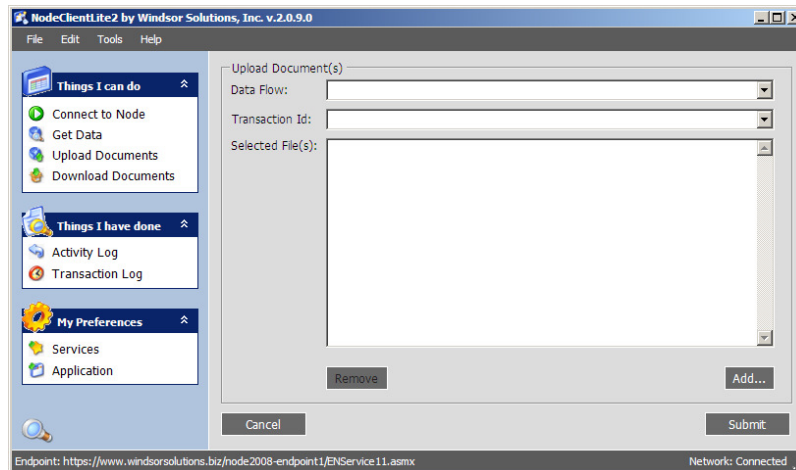 NodeClientLite2 by Windsor Solutions, Inc. v.2.0.9.0
File Edit Tools Help
Things I can do
Connect to Node
Get Data
Upload Documents
Download Documents
Things I have done
Activity Log
Transaction Log
My Preferences
Services
Application
Upload Document(s)
Data Flow:
Transaction Id:
Selected File(s):
Remove
Add...
Cancel
Submit
Endpoint: https://www.windsorsolutions.biz/node2008-endpoint1/ENService11.asmx
Network: Connected